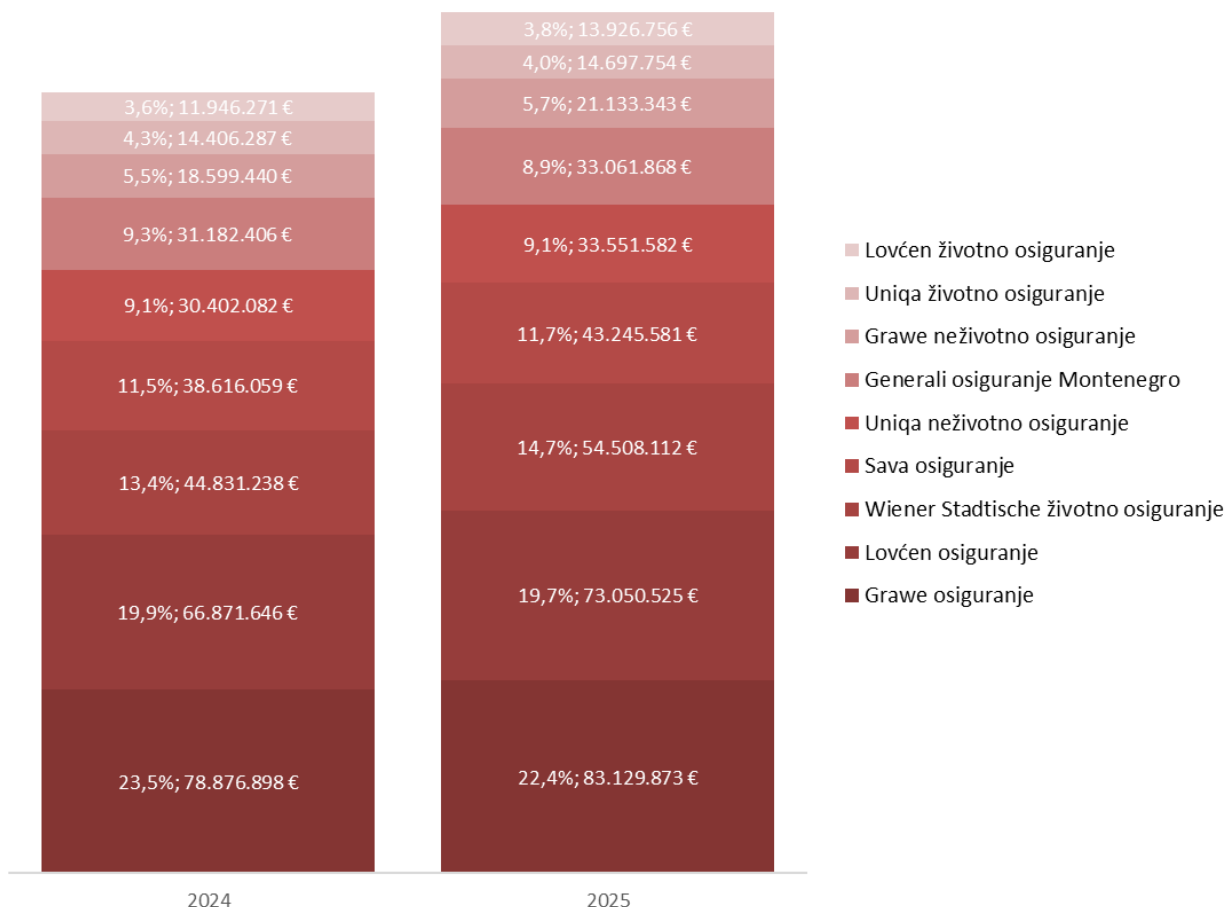 3,6%; 11.946.271 €
4,3%; 14.406.287 €
5,5%; 18.599.440 €
9,3%; 31.182.406 €
9,1%; 30.402.082 €
11,5%; 38.616.059 €
13,4%; 44.831.238 €
19,9%; 66.871.646 €
23,5%; 78.876.898 €
2024
3,8%; 13.926.756 €
4,0%; 14.697.754 €
5,7%; 21.133.343 €
8,9%; 33.061.868 €
9,1%; 33.551.582 €
11,7%; 43.245.581 €
14,7%; 54.508.112 €
19,7%; 73.050.525 €
22,4%; 83.129.873 €
2025
Lovćen životno osiguranje
Uniqa životno osiguranje
Grawe neživotno osiguranje
Generali osiguranje Montenegro
Uniqa neživotno osiguranje
Sava osiguranje
Wiener Stadtische životno osiguranje
Lovćen osiguranje
Grawe osiguranje